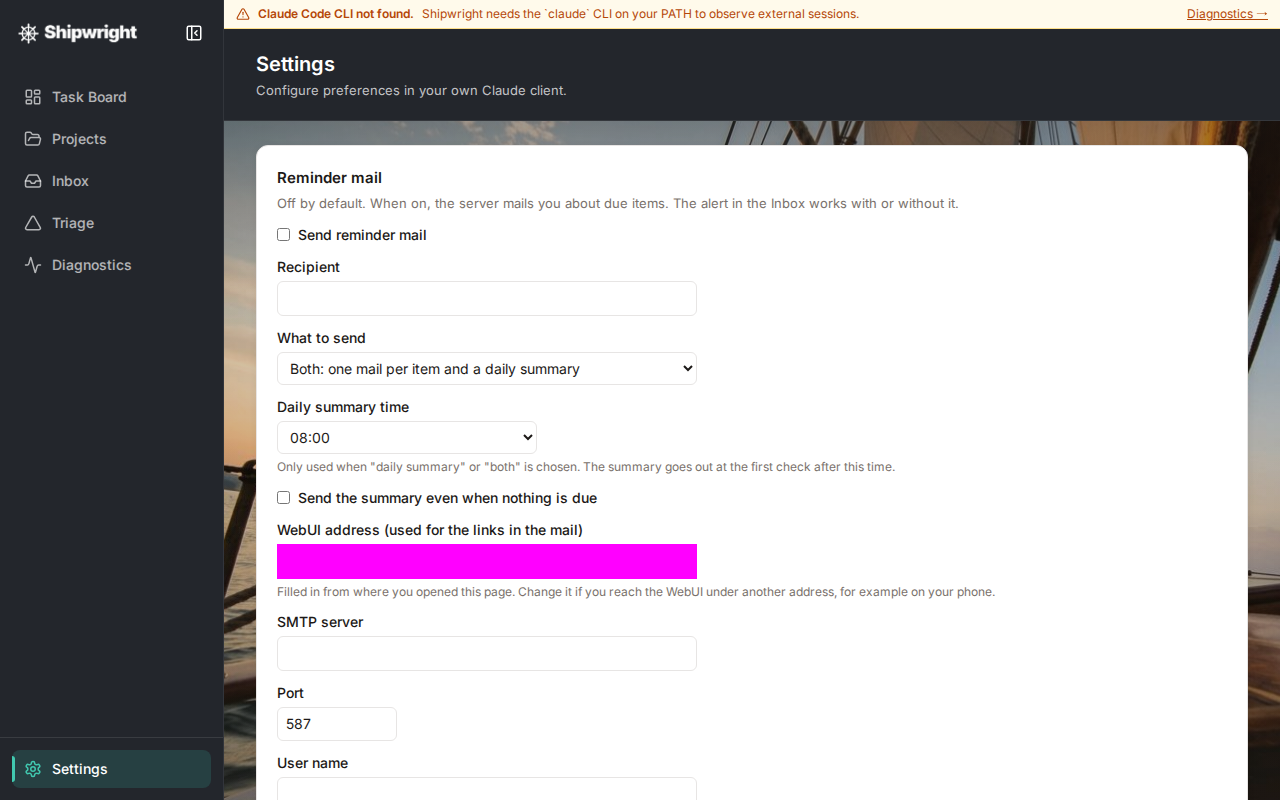 Shipwright
Claude Code CLI not found. Shipwright needs the `claude` CLI on your PATH to observe external sessions.
Diagnostics →
Task Board
Projects
Inbox
Triage
Diagnostics
Settings
Settings
Configure preferences in your own Claude client.
Reminder mail
Off by default. When on, the server mails you about due items. The alert in the Inbox works with or without it.
Send reminder mail
Recipient
What to send
Both: one mail per item and a daily summary
Daily summary time
08:00
Only used when "daily summary" or "both" is chosen. The summary goes out at the first check after this time.
Send the summary even when nothing is due
WebUI address (used for the links in the mail)
Filled in from where you opened this page. Change it if you reach the WebUI under another address, for example on your phone.
SMTP server
Port
587
User name